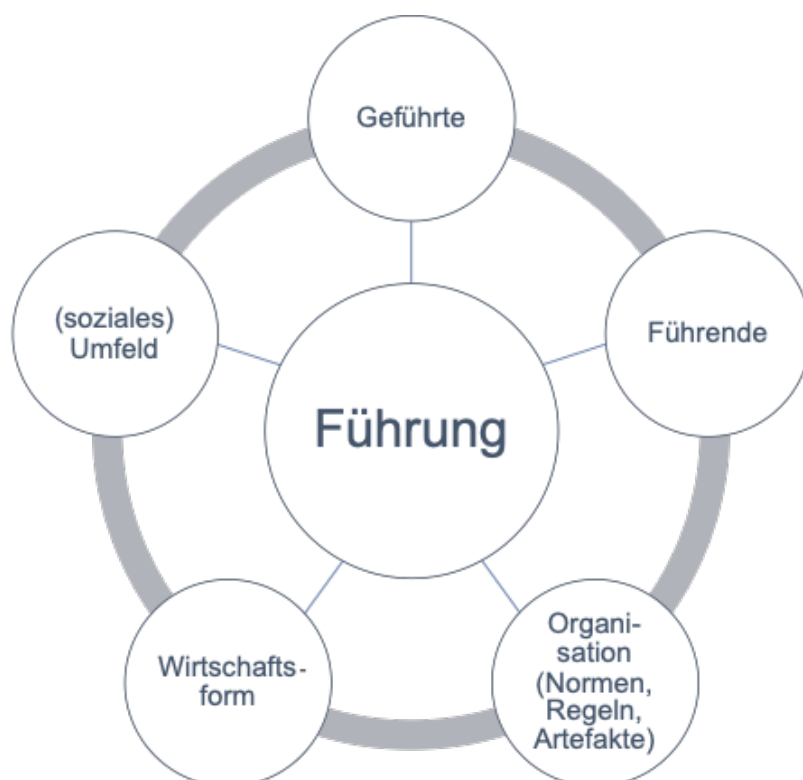 Geführte
(soziales)
Umfeld
Führende
Führung
Wirtschafts-
form
Organi-
sation
(Normen,
Regeln,
Artefakte)